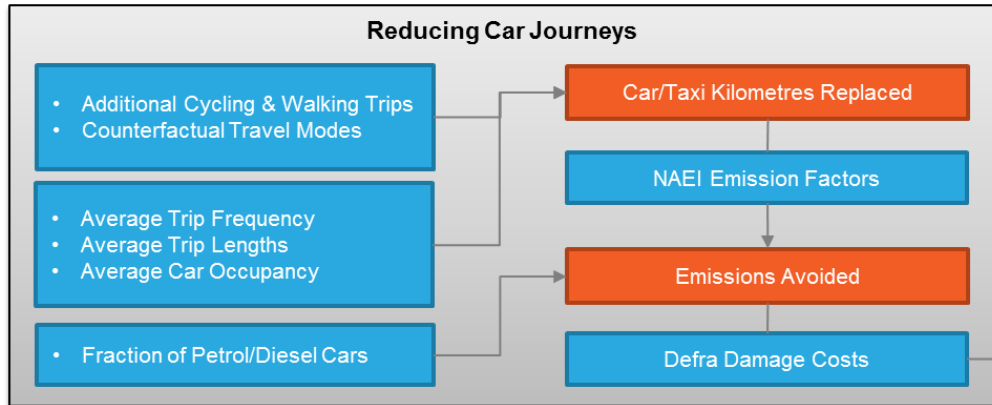 Reducing Car Journeys
• Additional Cycling & Walking Trips
• Counterfactual Travel Modes
• Average Trip Frequency
• Average Trip Lengths
• Average Car Occupancy
• Fraction of Petrol/Diesel Cars
Car/Taxi Kilometres Replaced
NAEI Emission Factors
Emissions Avoided
Defra Damage Costs